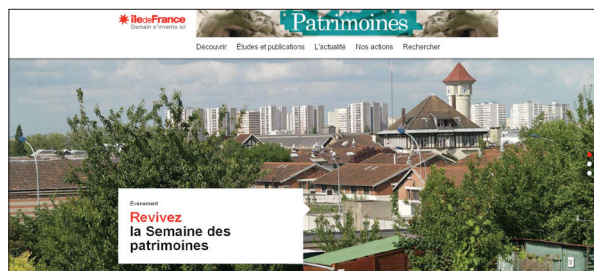 îledeFrance
Demain s'invente ici
Patrimoines
Découvrir Études et publications L'actualité Nos actions Rechercher
Événement
Revivez
la Semaine des
patrimoines